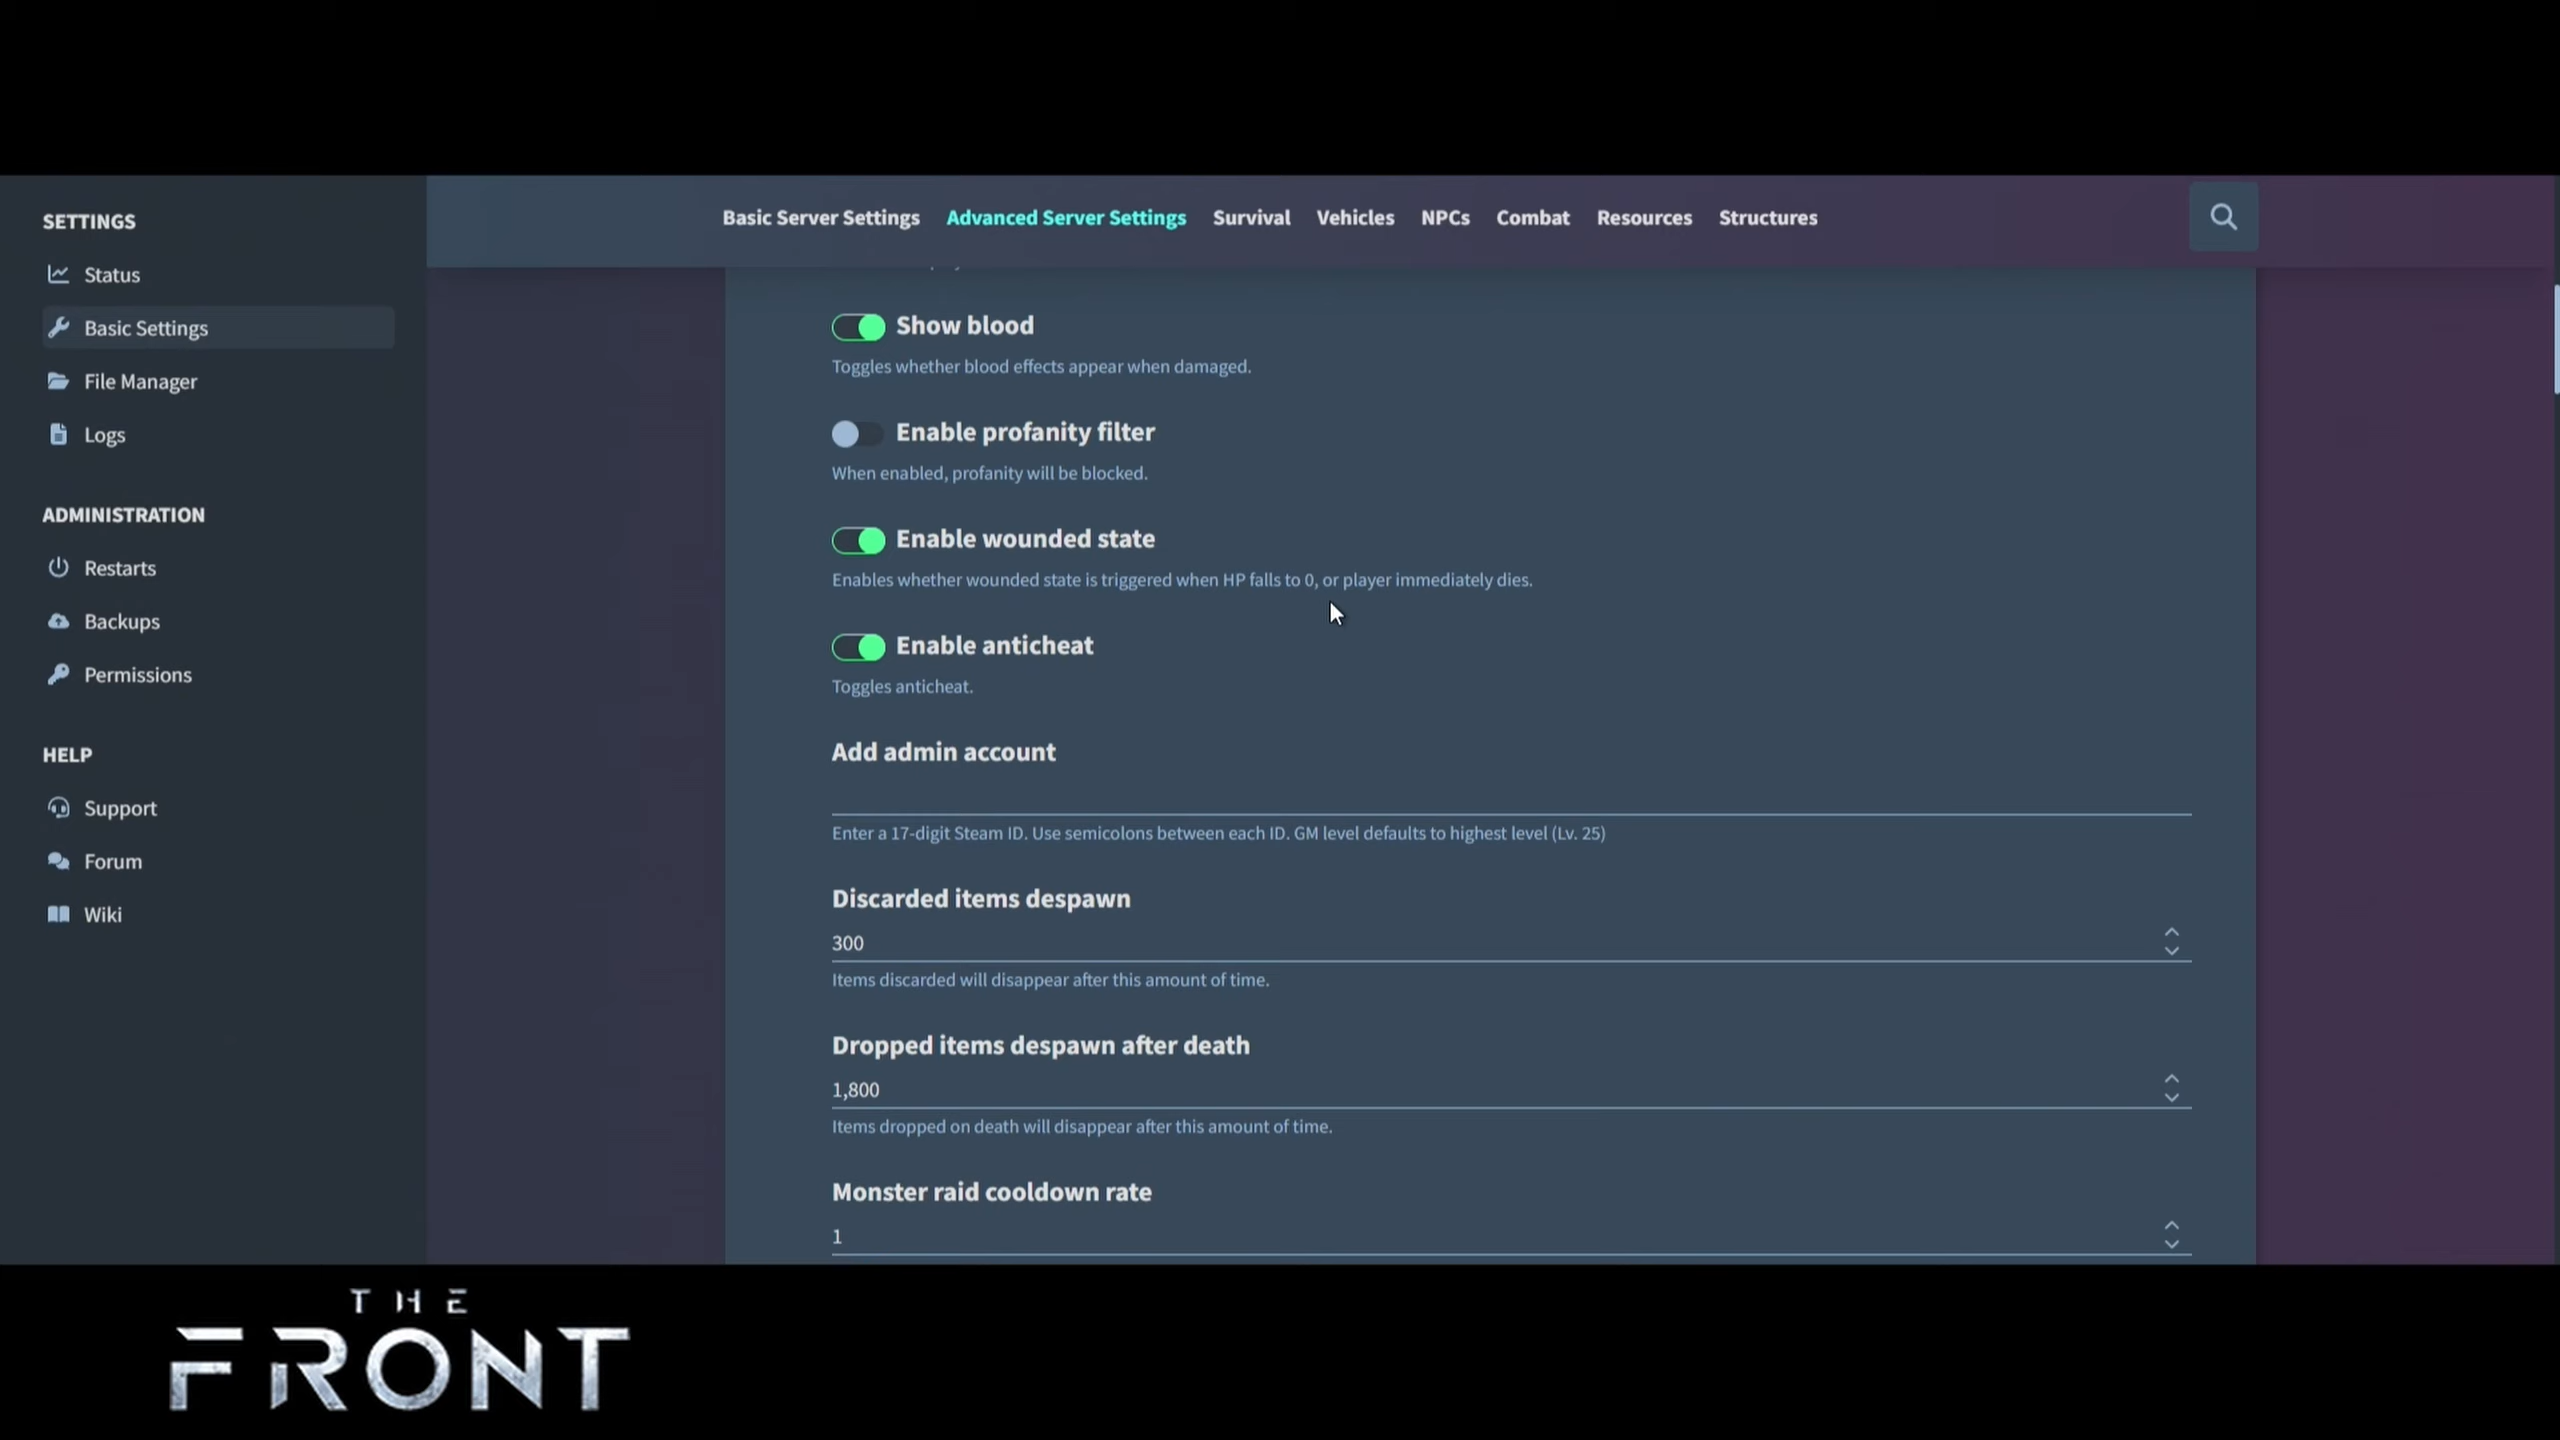 SETTINGS
Status
Basic Settings
File Manager
Logs
ADMINISTRATION
Restarts
Backups
Permissions
HELP
Support
Forum
Wiki
Basic Server Settings Advanced Server Settings Survival Vehicles NPCs Combat Resources Structures
Show blood
Toggles whether blood effects appear when damaged.
Enable profanity filter
When enabled, profanity will be blocked.
Enable wounded state
Enables whether wounded state is triggered when HP falls to 0, or player immediately dies.
Enable anticheat
Toggles anticheat.
Add admin account
Enter a 17-digit Steam ID. Use semicolons between each ID. GM level defaults to highest level (Lv. 25)
Discarded items despawn
300
Items discarded will disappear after this amount of time.
Dropped items despawn after death
1,800
Items dropped on death will disappear after this amount of time.
Monster raid cooldown rate
1
THE
FRONT